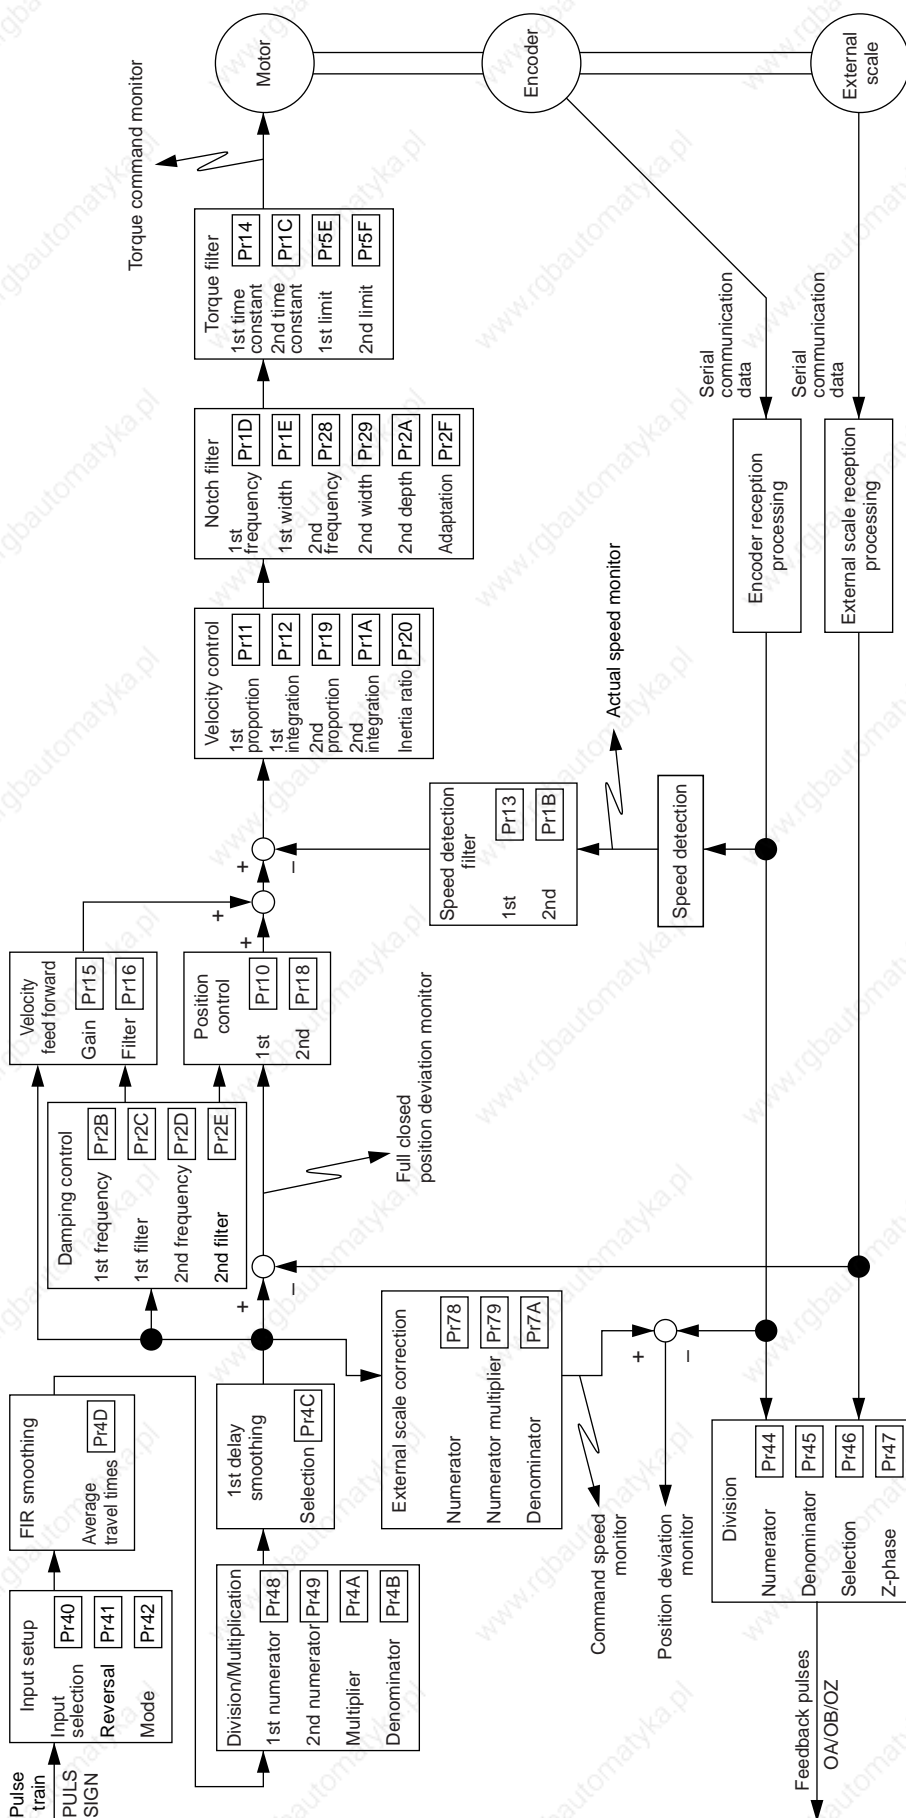 Pulse
train
PULS
SIGN
Input setup
Input
selection
Pr40
Reversal
Pr41
Mode
Pr42
FIR smoothing
Average
travel times
Pr4D
Division/Multiplication
1st numerator
Pr48
2nd numerator
Pr49
Multiplier
Pr4A
Denominator
Pr4B
1st delay
smoothing
Selection
Pr4C
Damping control
1st frequency
Pr2B
1st filter
Pr2C
2nd frequency
Pr2D
2nd filter
Pr2E
Velocity
feed forward
Gain
Pr15
Filter
Pr16
Position
control
1st
Pr10
2nd
Pr18
+
–
Full closed
position deviation monitor
+
+
+
–
Velocity control
1st
proportion
Pr11
1st
integration
Pr12
2nd
proportion
Pr19
2nd
integration
Pr1A
Inertia ratio
Pr20
Notch filter
1st
frequency
Pr1D
1st width
Pr1E
2nd
frequency
Pr28
2nd width
Pr29
2nd depth
Pr2A
Adaptation
Pr2F
Torque filter
1st time
constant
Pr14
2nd time
constant
Pr1C
1st limit
Pr5E
2nd limit
Pr5F
Torque command monitor
Motor
Encoder
External
scale
External scale correction
Numerator
Pr78
Numerator multiplier
Pr79
Denominator
Pr7A
Command speed
monitor
+
–
Position deviation
monitor
Speed detection
filter
1st
Pr13
2nd
Pr1B
Speed detection
Actual speed monitor
Serial
communication
data
Encoder reception
processing
Serial
communication
data
External scale reception
processing
Division
Numerator
Pr44
Denominator
Pr45
Selection
Pr46
Z-phase
Pr47
Feedback pulses
OA/OB/OZ
www.rgbautomatyka.pl